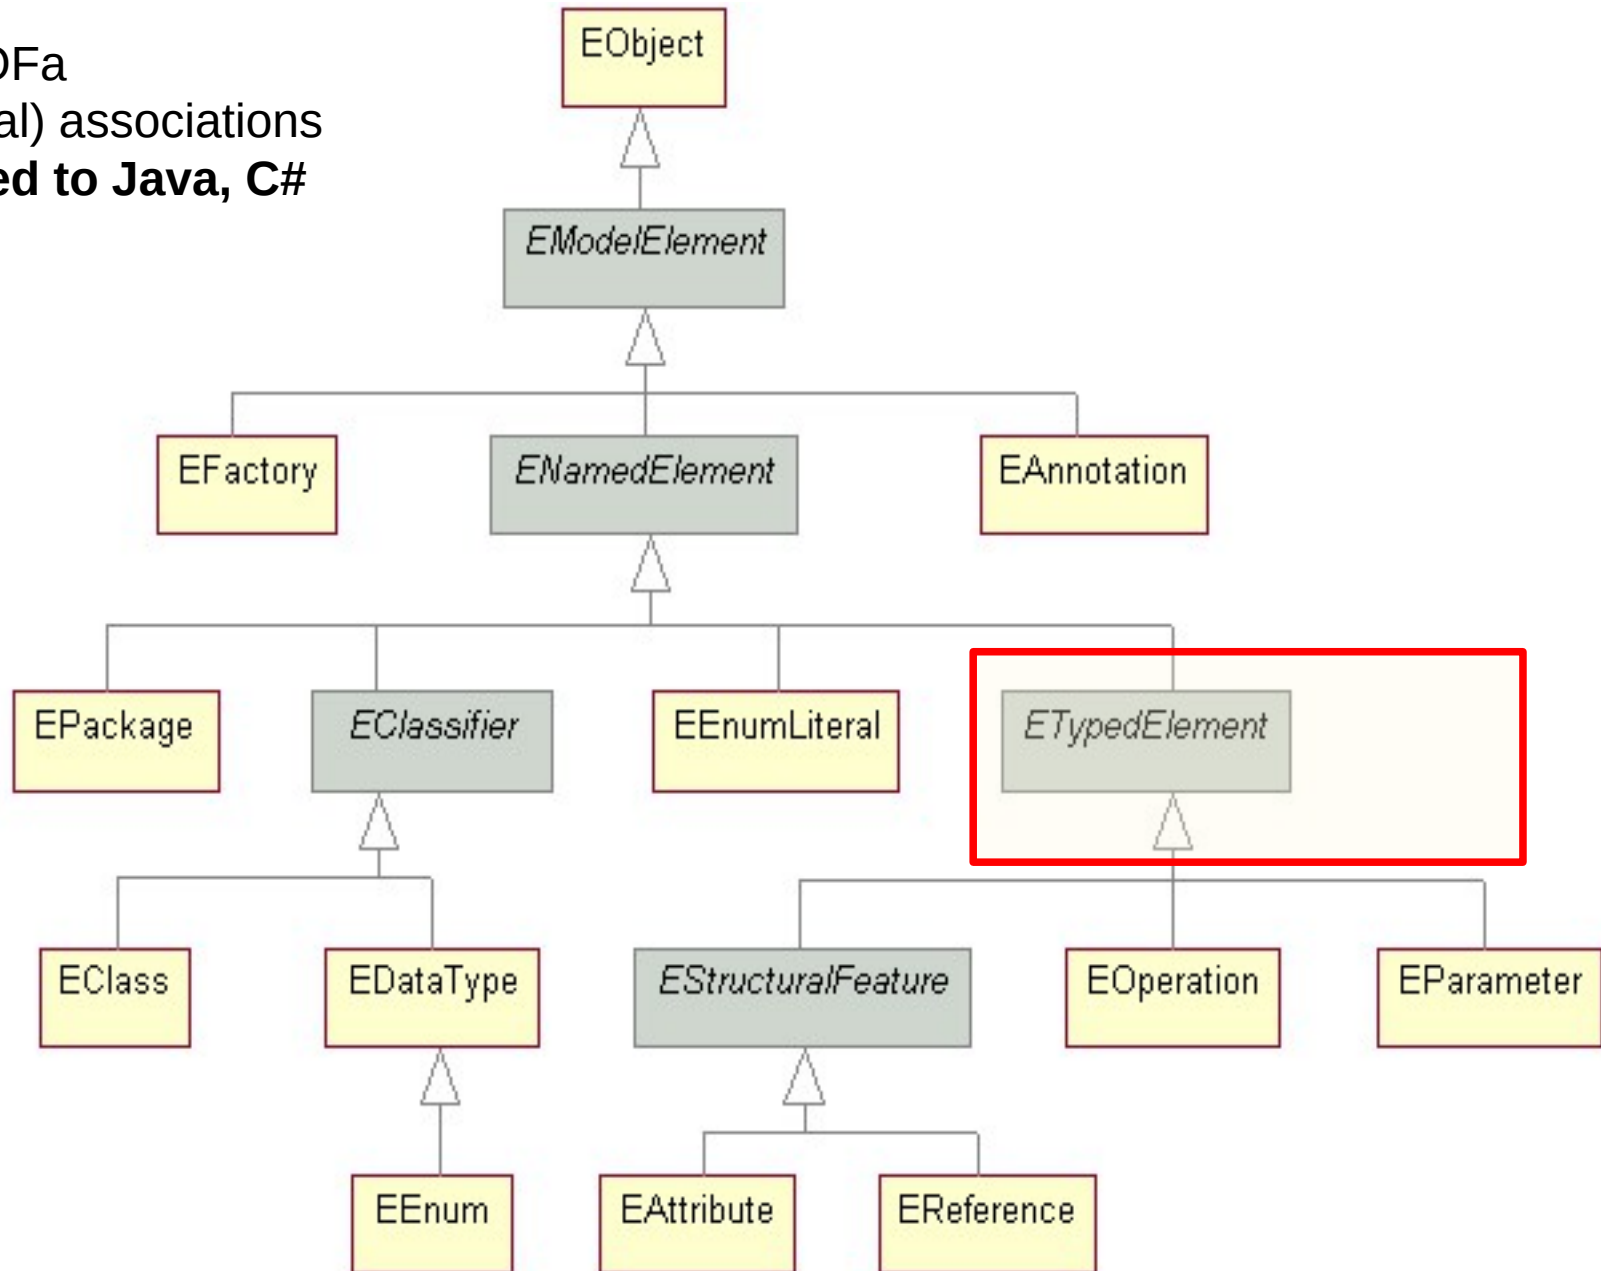 OFa
al) associations
ed to Java, C#
EObject
EModelElement
EFactory
ENamedElement
EAnnotation
EPackage
EClassifier
EEnumLiteral
ETypedElement
EClass
EDataType
EStructuralFeature
EOperation
EParameter
EEnum
EAttribute
EReference